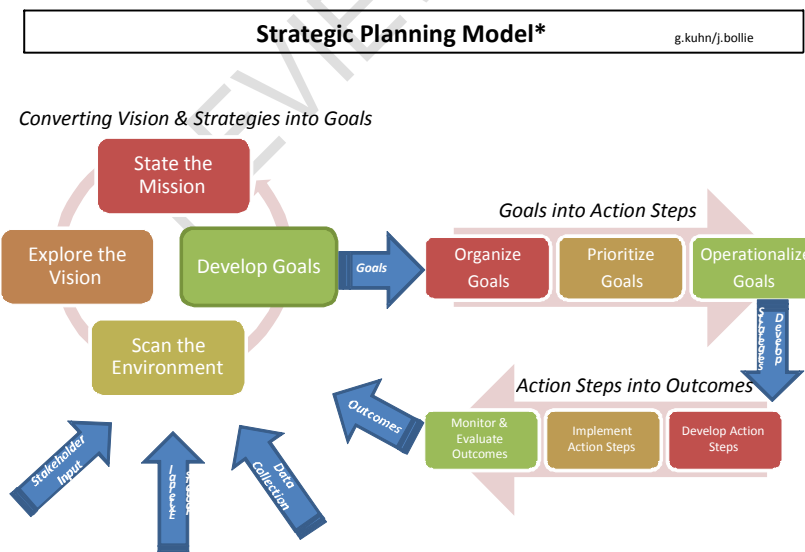 Strategic Planning Model*
g.kuhn/j.bollie
Converting Vision & Strategies into Goals
State the
Mission
Explore the
Vision
Develop Goals
Scan the
Environment
Goals
Goals into Action Steps
Organize
Goals
Prioritize
Goals
Operationalize
Goals
Develop
Strategies
Action Steps into Outcomes
Monitor &
Evaluate
Outcomes
Implement
Action Steps
Develop Action
Steps
Outcomes
Stakeholder
Input
Data
Collection